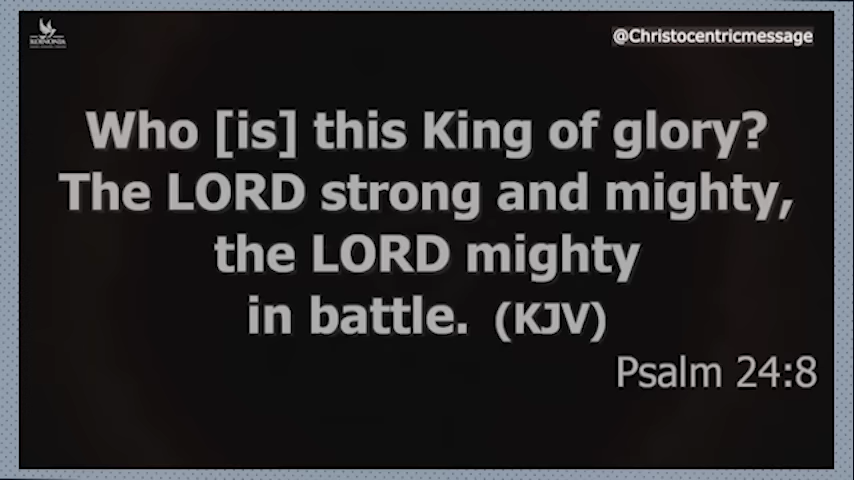 KOINONIA
@Christocentricmessage
Who [is] this King of glory?
The LORD strong and mighty,
the LORD mighty
in battle. (KJV)
Psalm 24:8